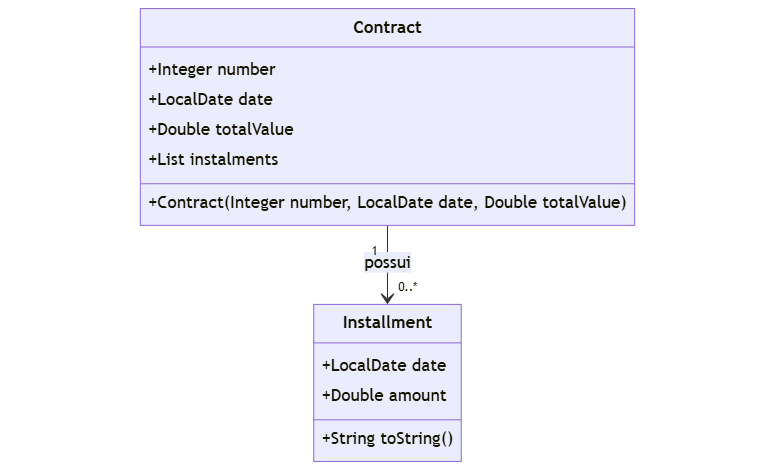 Contract
+Integer number
+LocalDate date
+Double totalValue
+List instalments
+Contract(Integer number, LocalDate date, Double totalValue)
1
possui
0..*
Installment
+LocalDate date
+Double amount
+String toString()